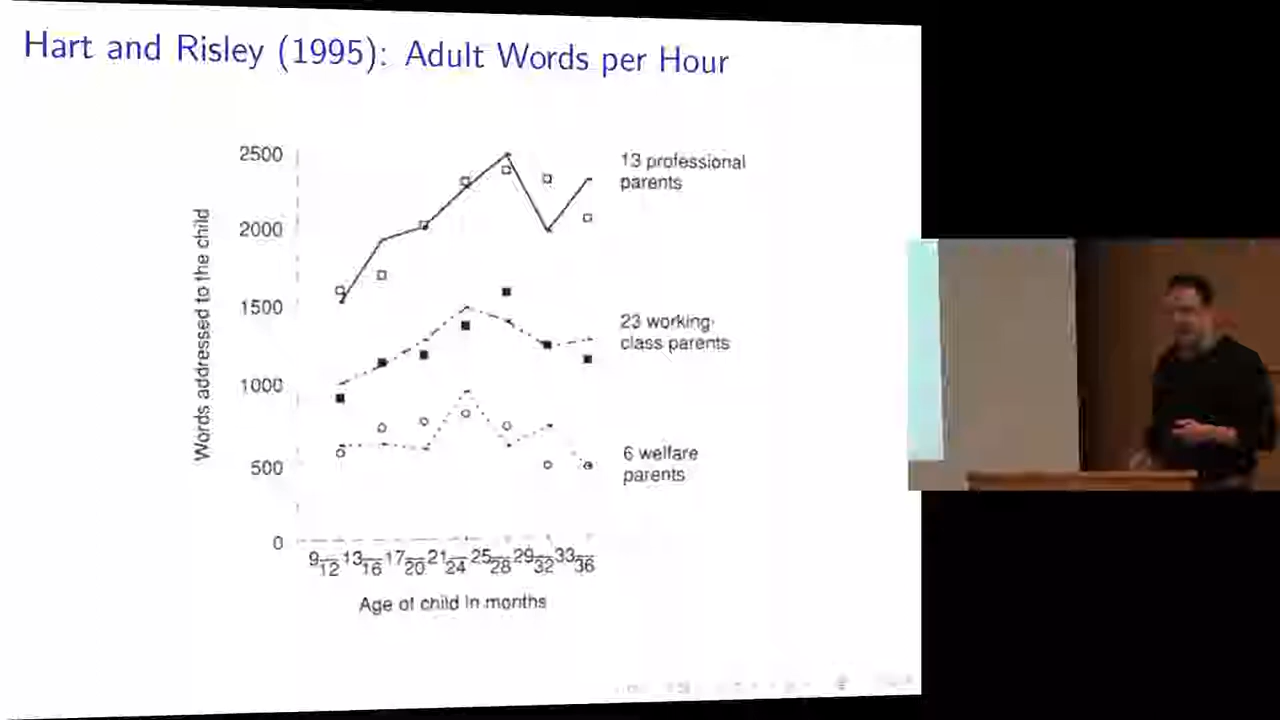 Hart and Risley (1995): Adult Words per Hour
2500
2000
1500
1000
500
0
Words addressed to the child
13 professional
parents
23 working-
class parents
6 welfare
parents
9–12 13–16 17–20 21–24 25–28 29–32 33–36
Age of child in months